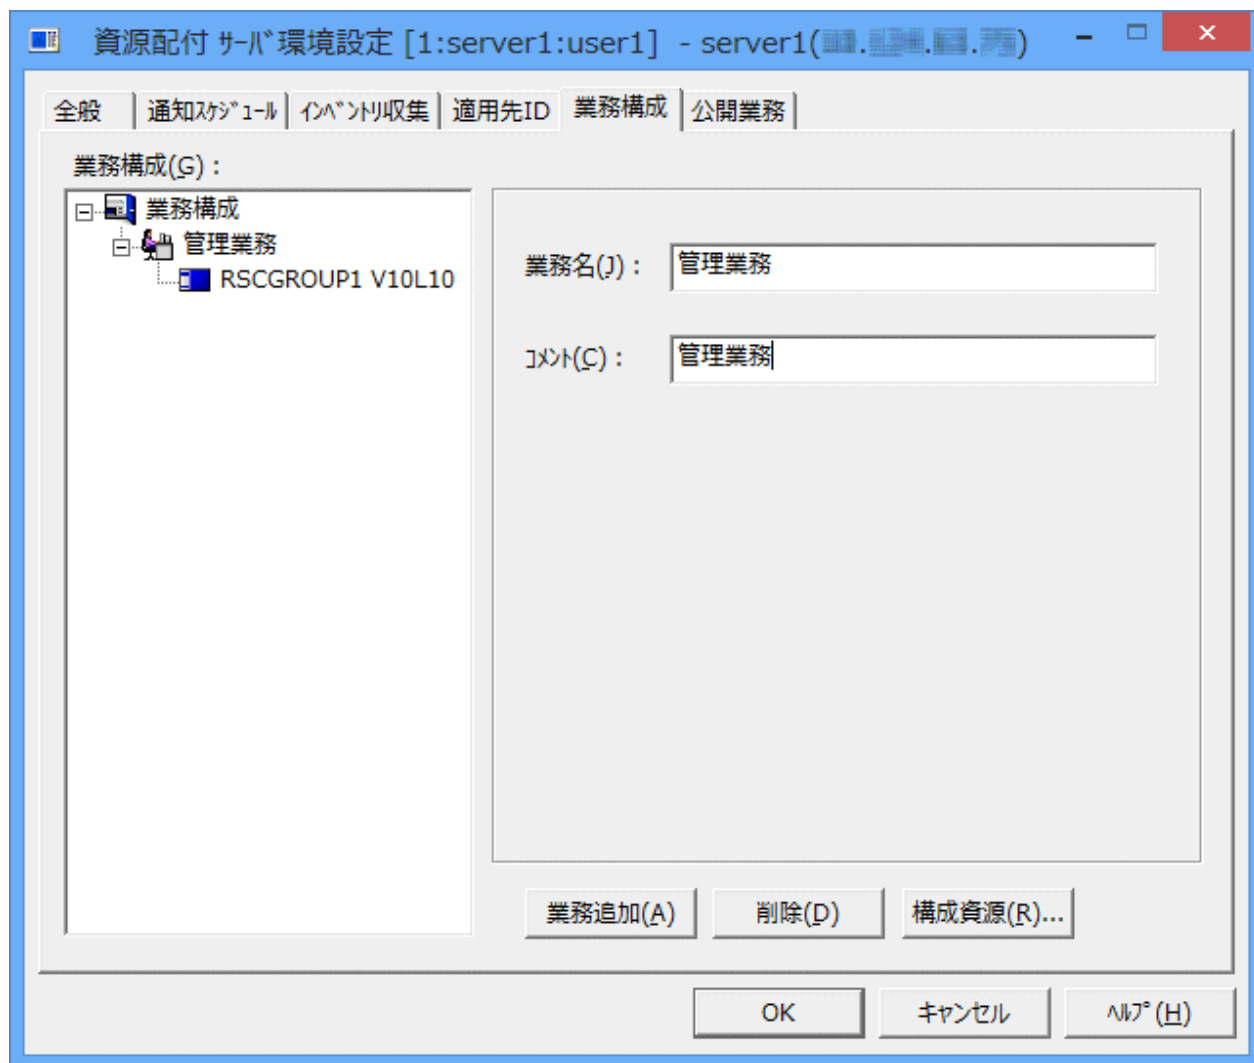 資源配付 ｻｰﾊﾞ環境設定 [1:server1:user1] - server1(
全般 通知ｽｹｼﾞｭｰﾙ ｲﾝﾍﾞﾝﾄﾘ収集 適用先ID 業務構成 公開業務
業務構成(G)：
業務構成
管理業務
RSCGROUP1 V10L10
業務名(J)： 管理業務
ｺﾒﾝﾄ(C)： 管理業務
業務追加(A) 削除(D) 構成資源(R)...
OK キャンセル ﾍﾙﾌﾟ(H)